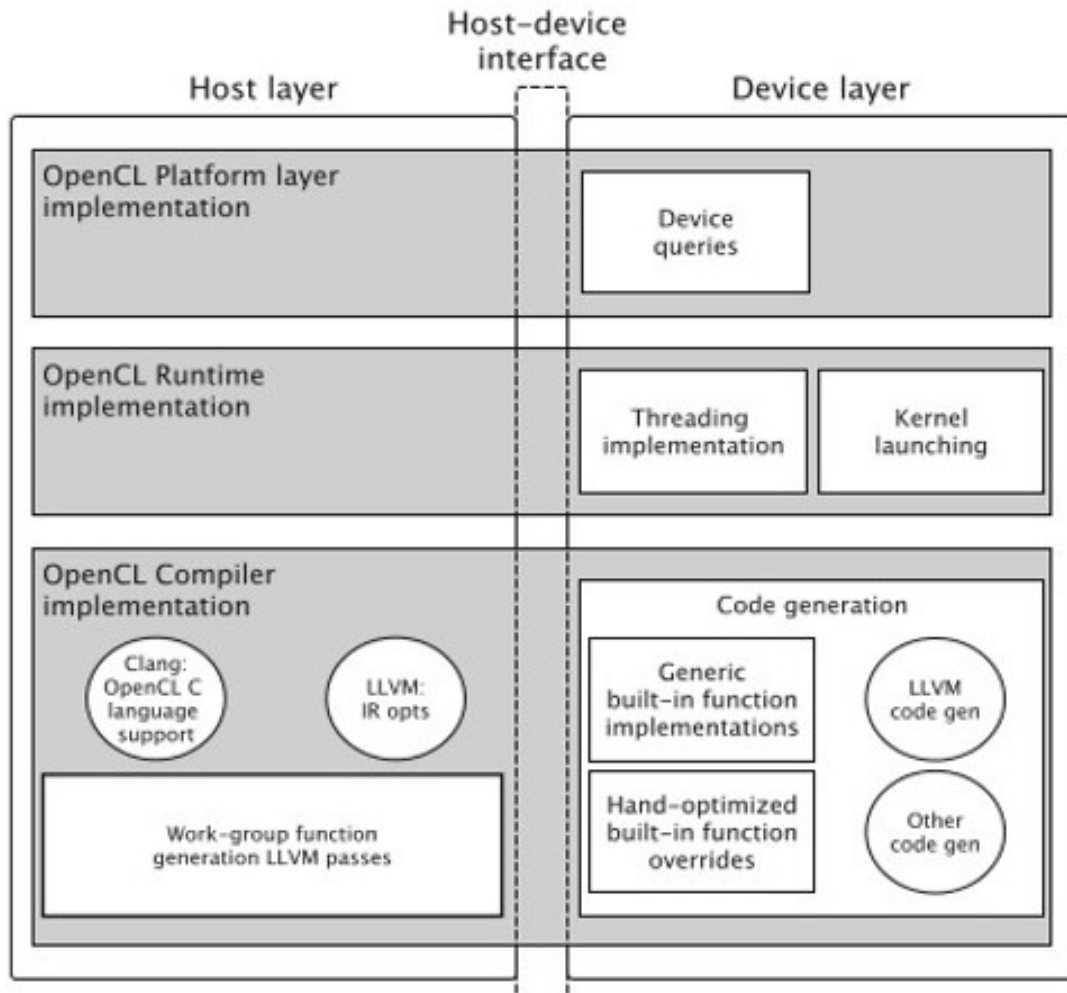 Host-device
interface
Host layer
Device layer
OpenCL Platform layer
implementation
Device
queries
OpenCL Runtime
implementation
Threading
implementation
Kernel
launching
OpenCL Compiler
implementation
Clang:
OpenCL C
language
support
LLVM:
IR opts
Work-group function
generation LLVM passes
Code generation
Generic
built-in function
implementations
LLVM
code gen
Hand-optimized
built-in function
overrides
Other
code gen